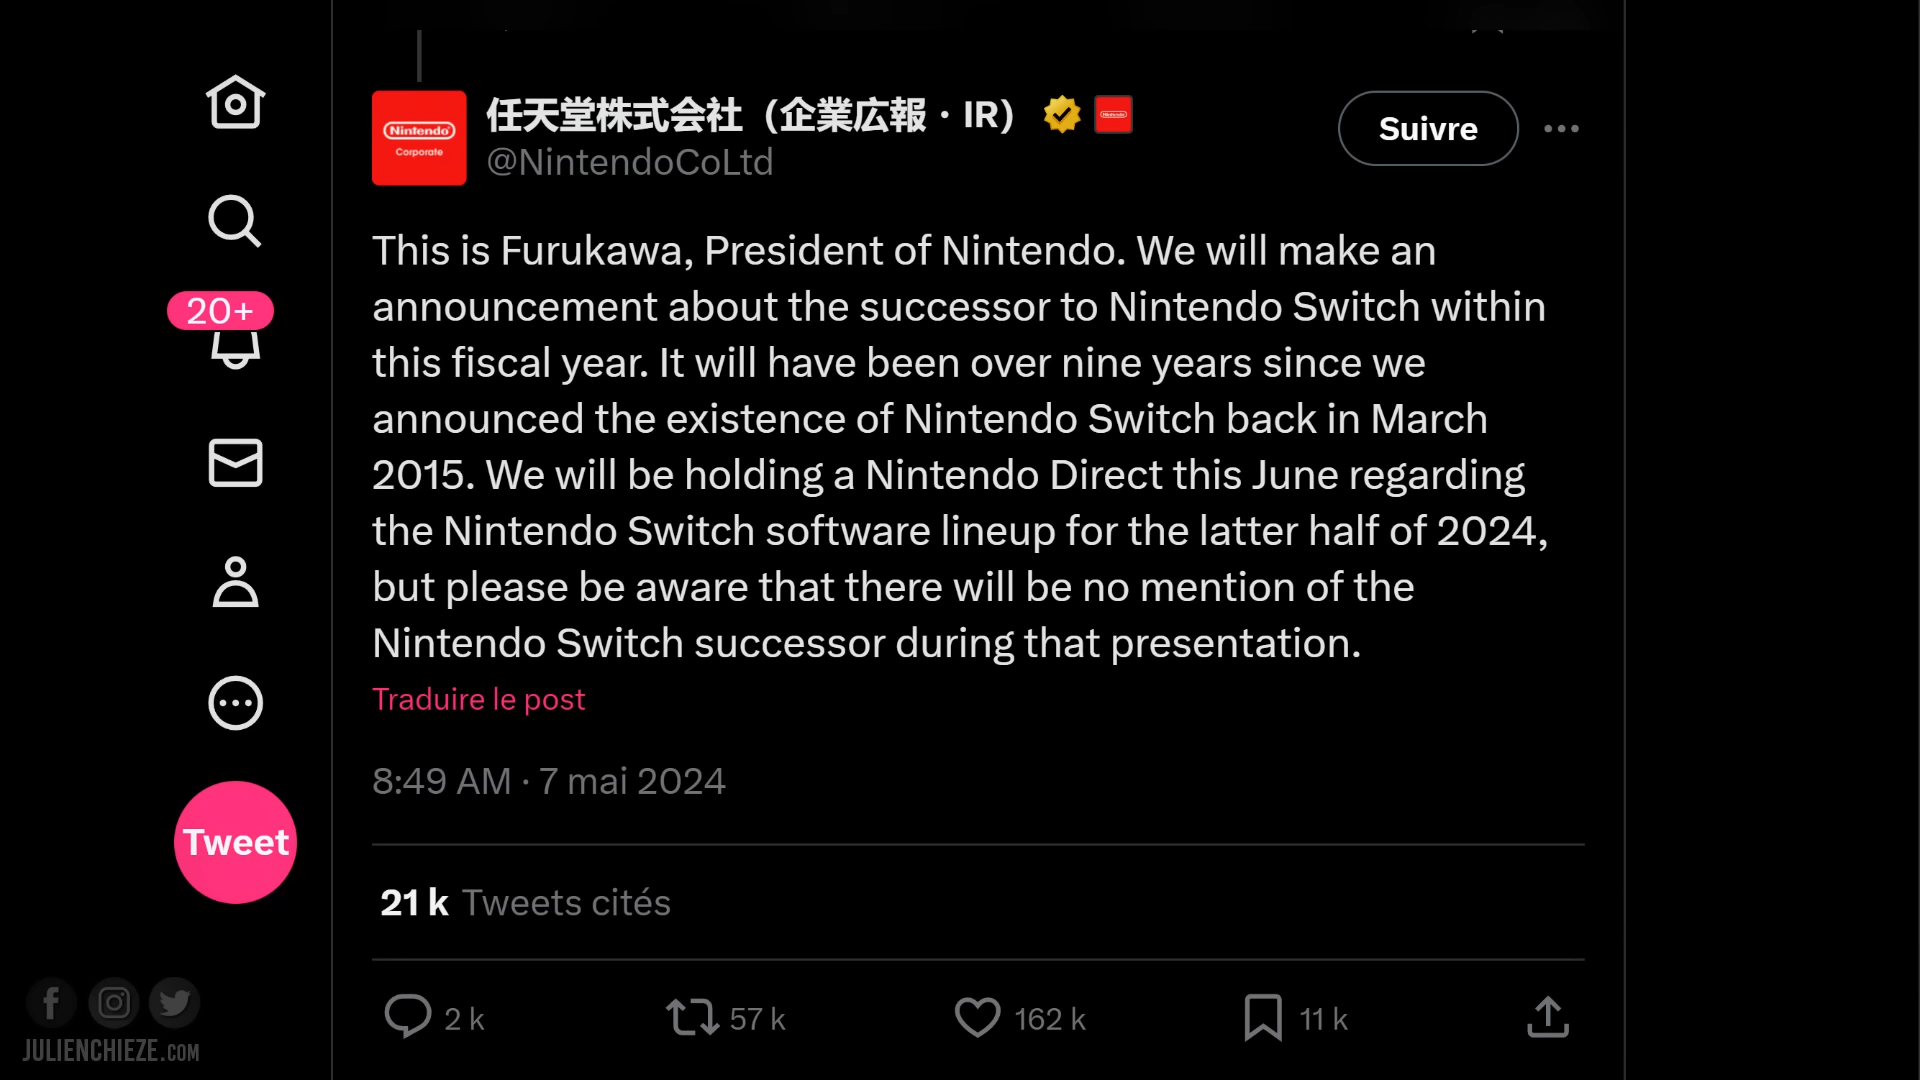 任天堂株式会社（企業広報・IR）
Nintendo
Corporate
@NintendoCoLtd
Suivre
This is Furukawa, President of Nintendo. We will make an
announcement about the successor to Nintendo Switch within
this fiscal year. It will have been over nine years since we
announced the existence of Nintendo Switch back in March
2015. We will be holding a Nintendo Direct this June regarding
the Nintendo Switch software lineup for the latter half of 2024,
but please be aware that there will be no mention of the
Nintendo Switch successor during that presentation.
Traduire le post
8:49 AM · 7 mai 2024
21 k Tweets cités
2 k 57 k 162 k 11 k
20+
Tweet
JULIENCHIEZE.COM